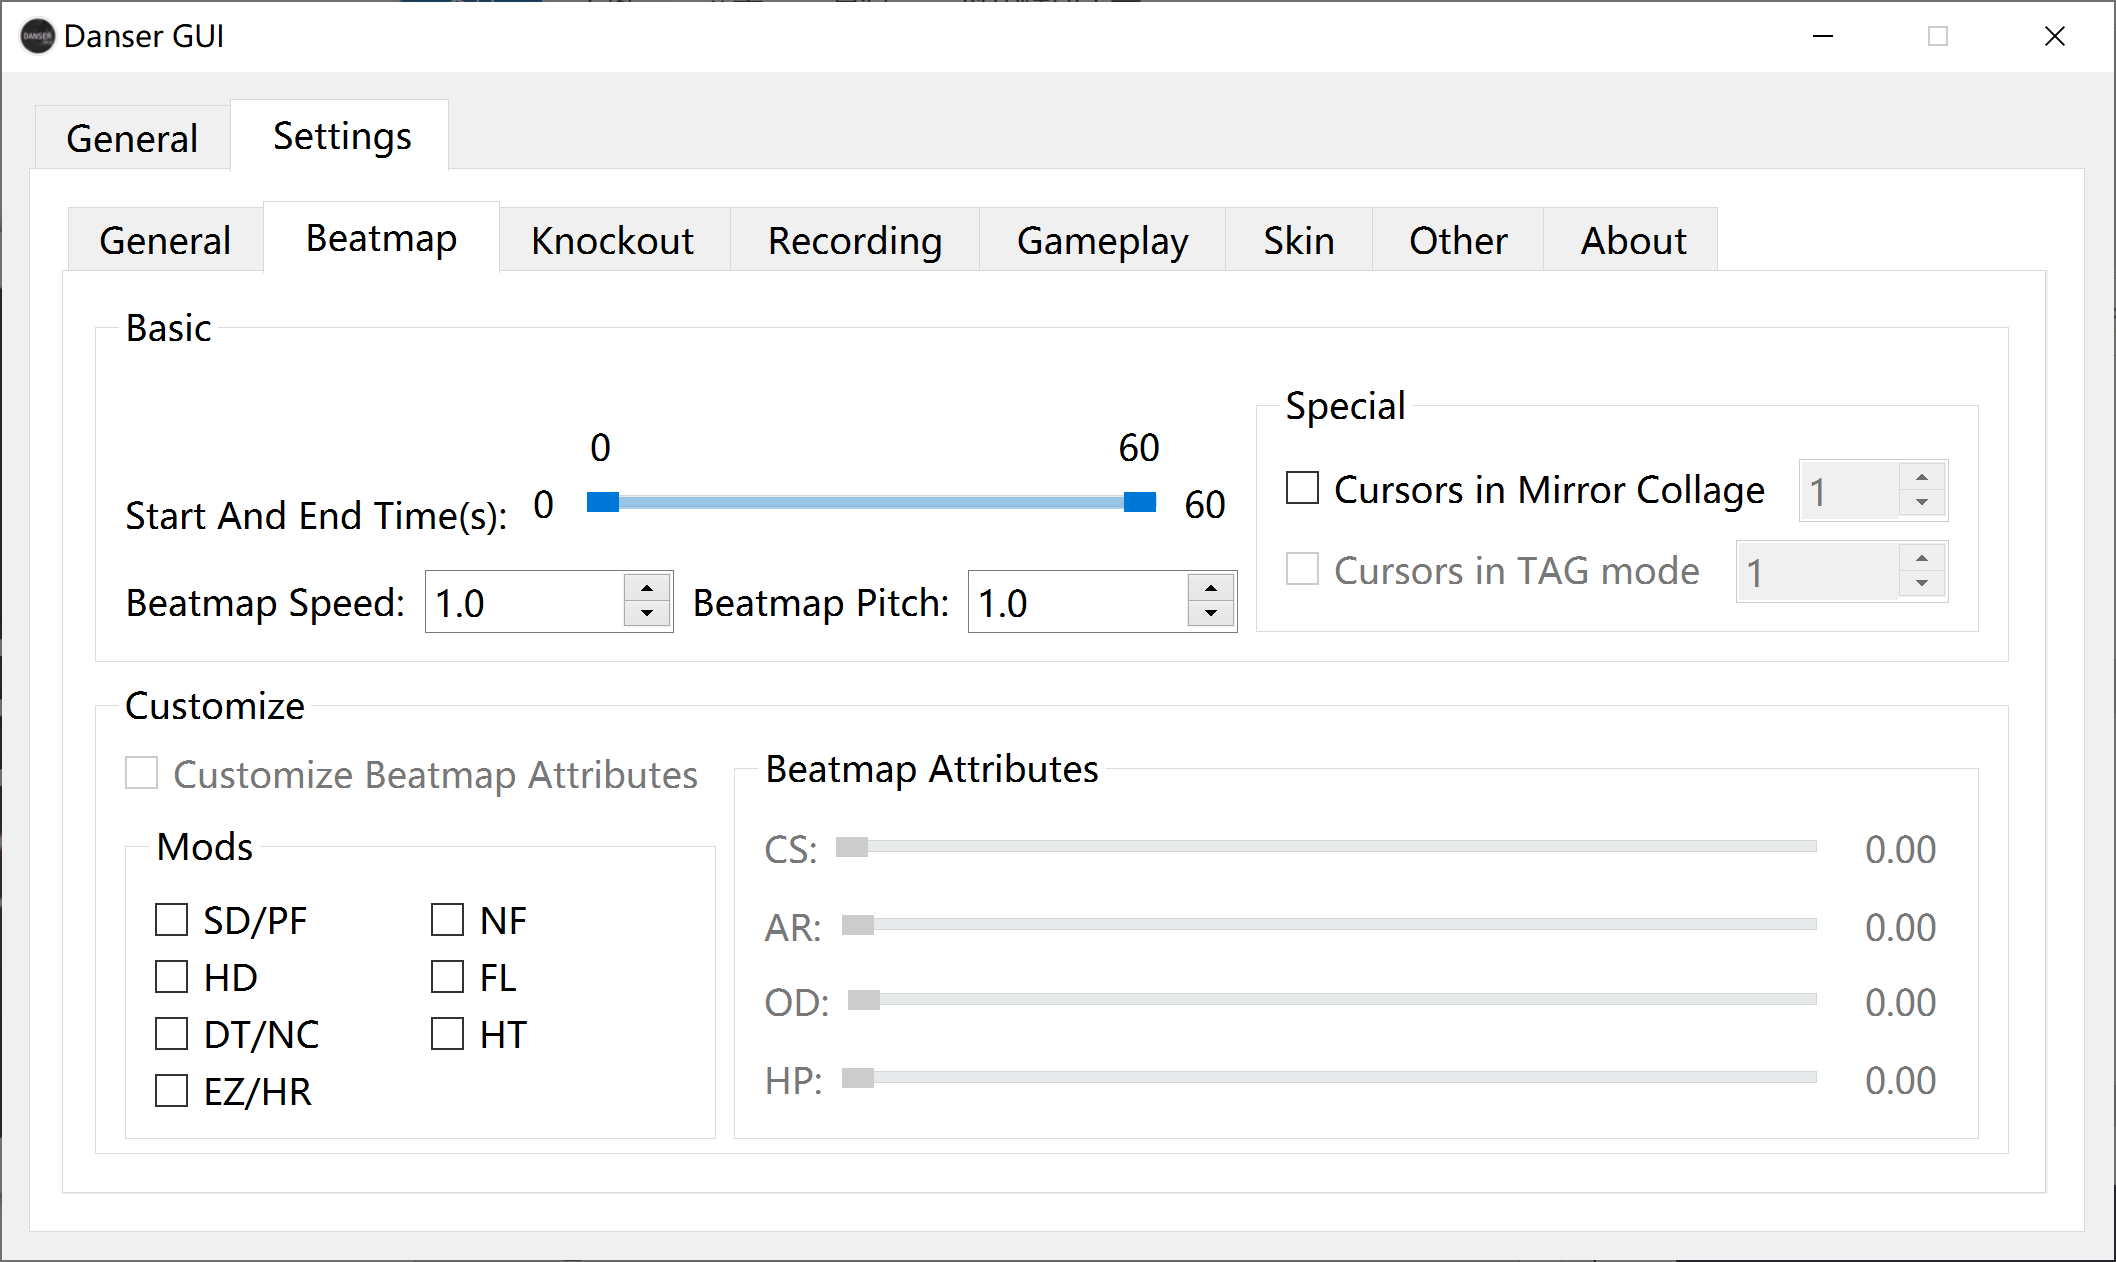 Danser GUI
General Settings
General Beatmap Knockout Recording Gameplay Skin Other About
Basic
0 60
Start And End Time(s): 0 60
Beatmap Speed: 1.0 Beatmap Pitch: 1.0
Special
Cursors in Mirror Collage 1
Cursors in TAG mode 1
Customize
Customize Beatmap Attributes
Mods
SD/PF NF
HD FL
DT/NC HT
EZ/HR
Beatmap Attributes
CS: 0.00
AR: 0.00
OD: 0.00
HP: 0.00